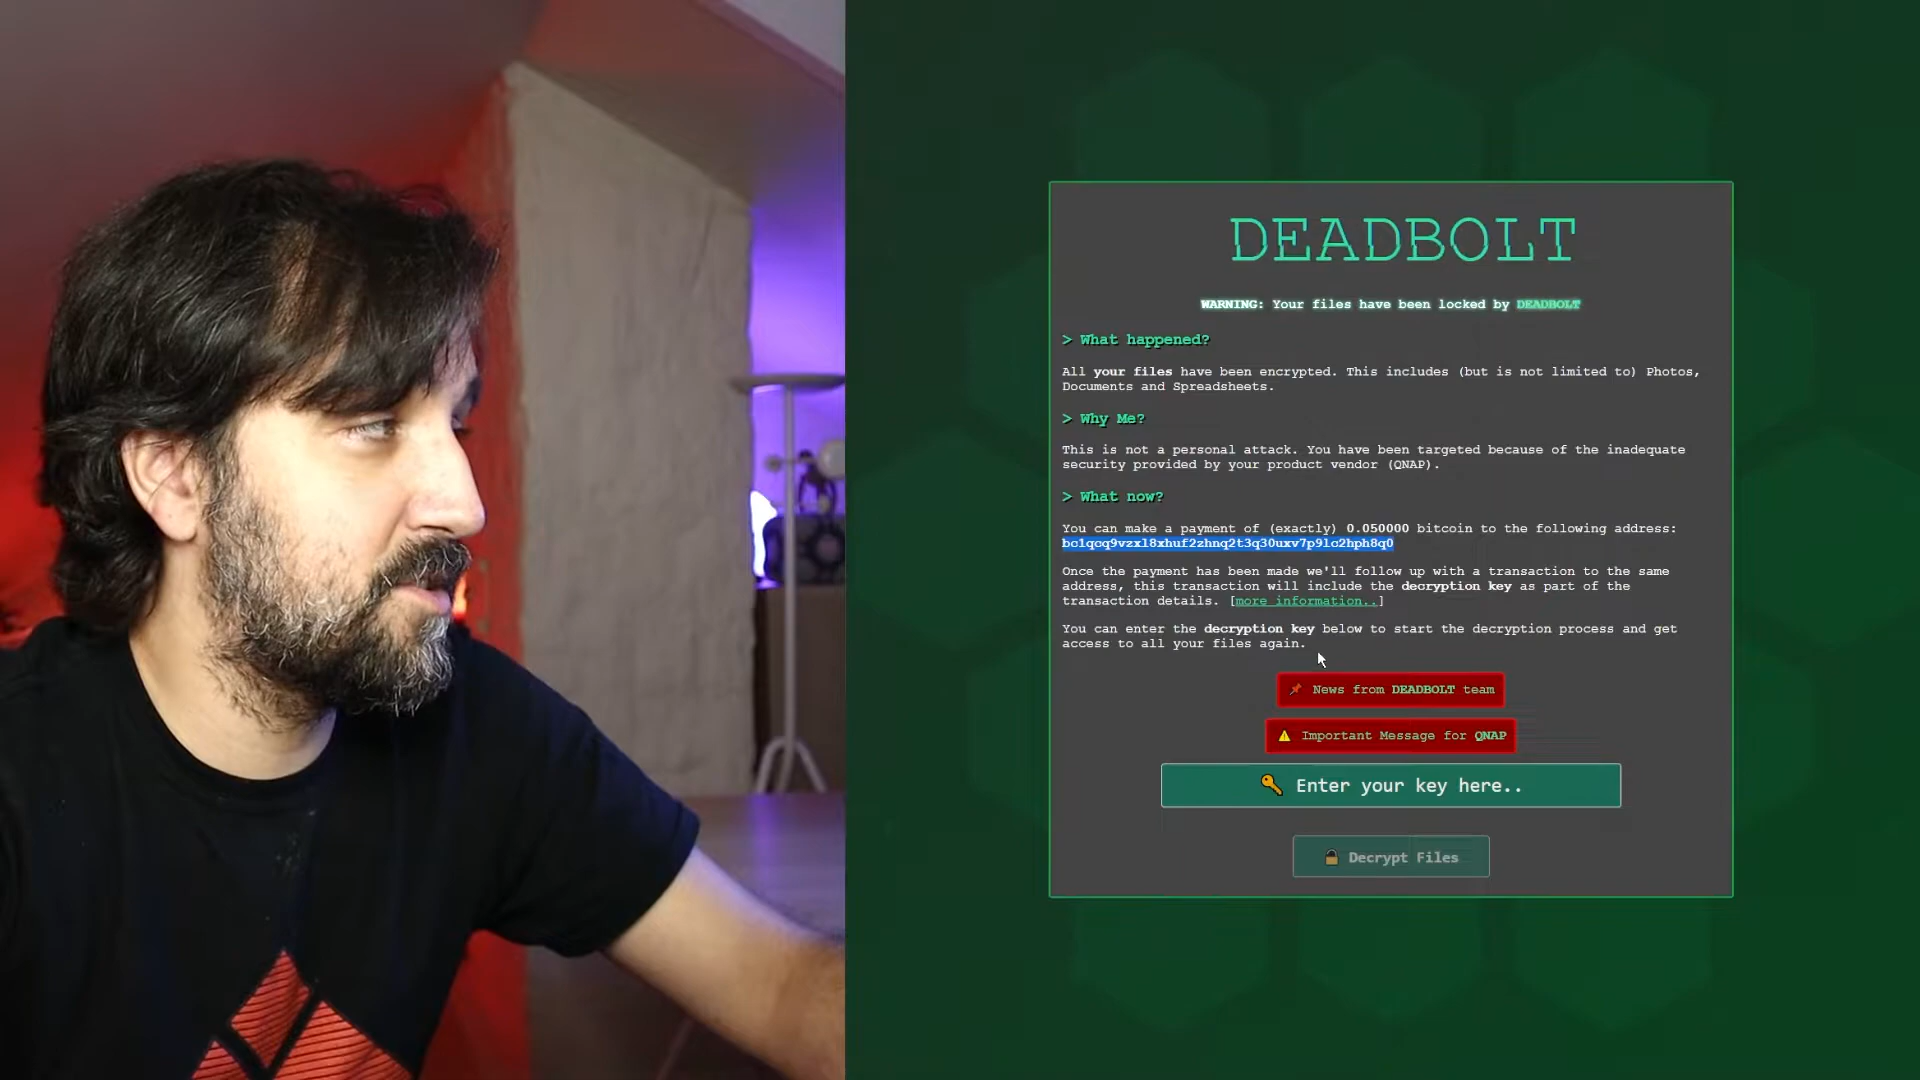 DEADBOLT
WARNING: Your files have been locked by DEADBOLT
> What happened?
All your files have been encrypted. This includes (but is not limited to) Photos,
Documents and Spreadsheets.
> Why Me?
This is not a personal attack. You have been targeted because of the inadequate
security provided by your product vendor (QNAP).
> What now?
You can make a payment of (exactly) 0.050000 bitcoin to the following address:
bc1qcq9vzxl8xhuf2zhnq2t3q30uxv7p9lc2hph8q0
Once the payment has been made we'll follow up with a transaction to the same
address, this transaction will include the decryption key as part of the
transaction details. [more information..]
You can enter the decryption key below to start the decryption process and get
access to all your files again.
News from DEADBOLT team
Important Message for QNAP
Enter your key here..
Decrypt Files